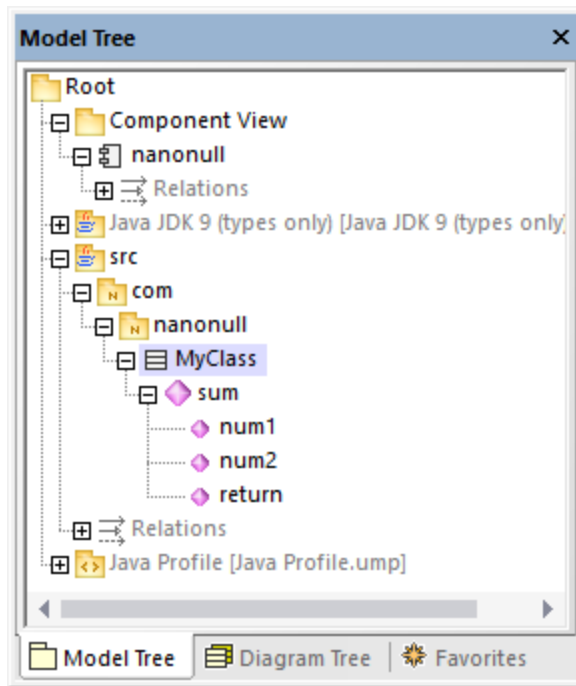 Model Tree
Root
Component View
nanonull
Relations
Java JDK 9 (types only) [Java JDK 9 (types only)
src
com
N
nanonull
N
MyClass
sum
num1
num2
return
Relations
Java Profile [Java Profile.ump]
Model Tree
Diagram Tree
Favorites